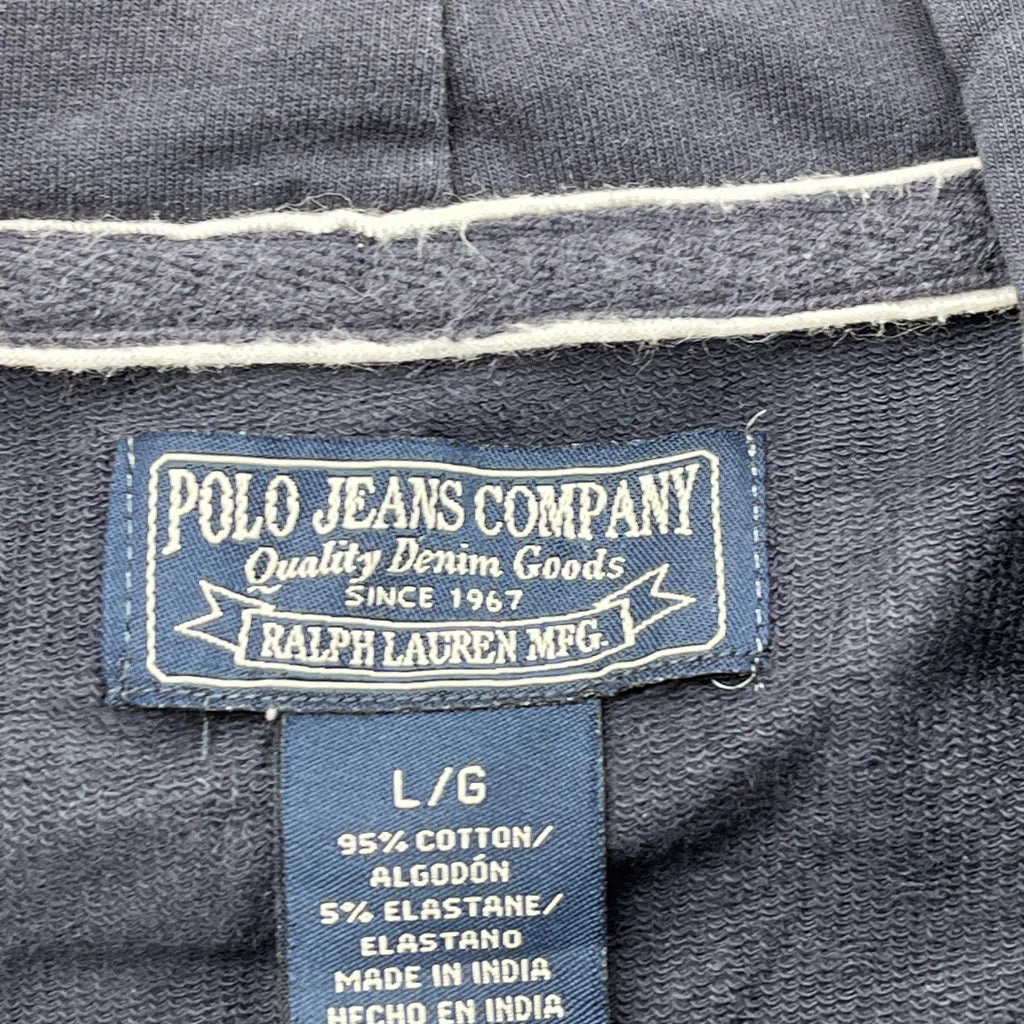 POLO JEANS COMPANY
Quality Denim Goods
SINCE 1967
RALPH LAUREN MFG.
L/G
95% COTTON/
ALGODÓN
5% ELASTANE/
ELASTANO
MADE IN INDIA
HECHO EN INDIA